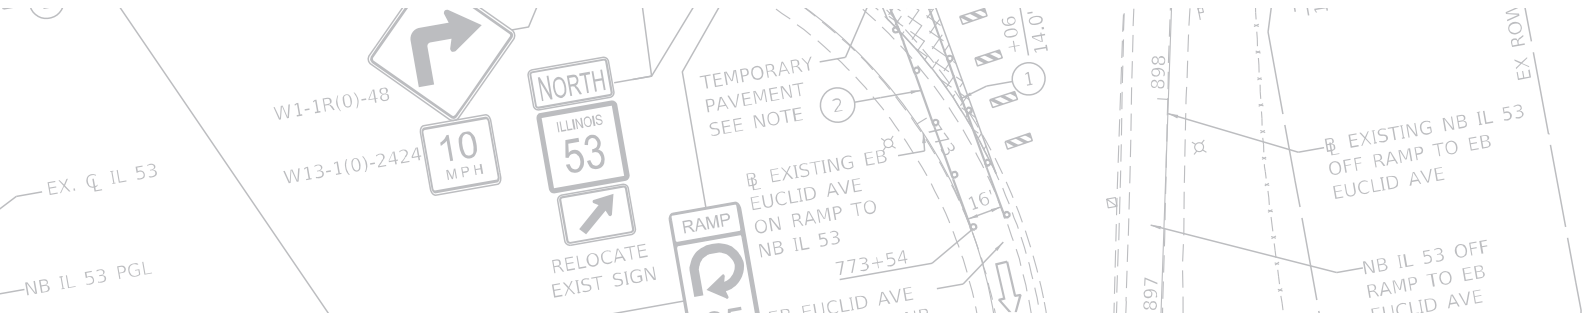 W1-1R(0)-48
10
MPH
W13-1(0)-2424
NORTH
ILLINOIS
53
RELOCATE
EXIST SIGN
EX. ℄ IL 53
NB IL 53 PGL
TEMPORARY
PAVEMENT
SEE NOTE
2
1
+06
14.0'
773
16'
EXISTING EB
EUCLID AVE
ON RAMP TO
NB IL 53
773+54
RAMP
EUCLID AVE
898
897
EX ROW
EXISTING NB IL 53
OFF RAMP TO EB
EUCLID AVE
NB IL 53 OFF
RAMP TO EB
EUCLID AVE